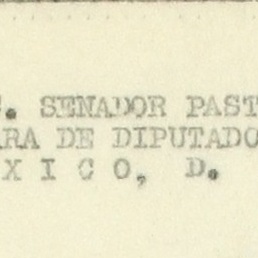 C. SENADOR PAST
ARA DE DIPUTADO
X I C O, D.